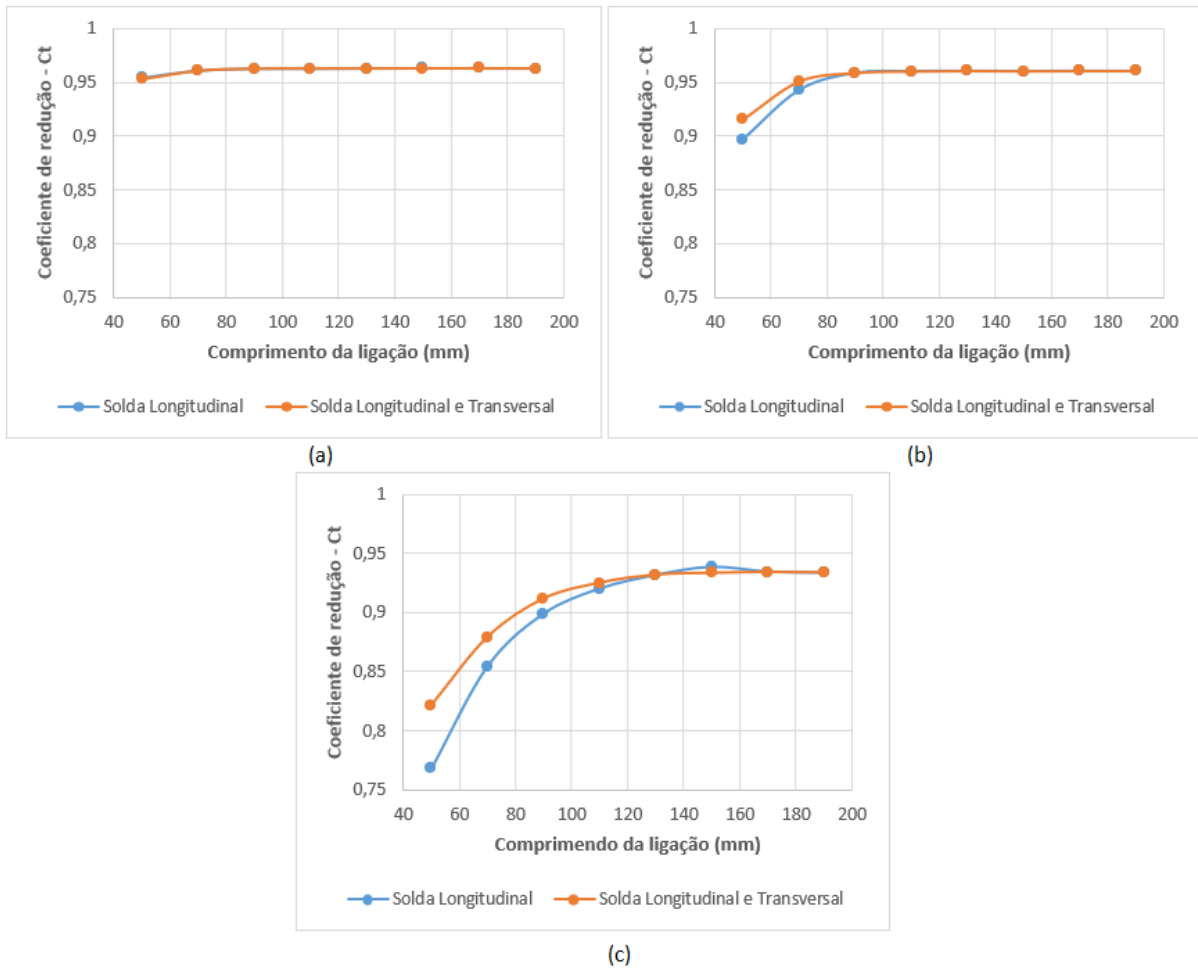 1
0,95
0,9
0,85
0,8
0,75
Coeficiente de redução - Ct
40 60 80 100 120 140 160 180 200
Comprimento da ligação (mm)
Solda Longitudinal Solda Longitudinal e Transversal
(a)
1
0,95
0,9
0,85
0,8
0,75
Coeficiente de redução - Ct
40 60 80 100 120 140 160 180 200
Comprimento da ligação (mm)
Solda Longitudinal Solda Longitudinal e Transversal
(b)
1
0,95
0,9
0,85
0,8
0,75
Coeficiente de redução - Ct
40 60 80 100 120 140 160 180 200
Comprimendo da ligação (mm)
Solda Longitudinal Solda Longitudinal e Transversal
(c)